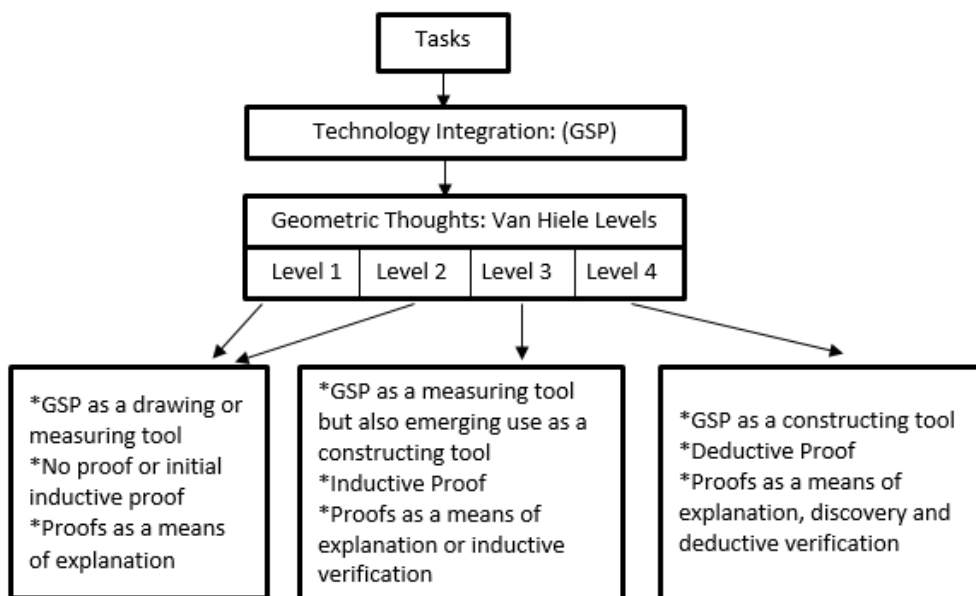 Tasks
Technology Integration: (GSP)
Geometric Thoughts: Van Hiele Levels
Level 1
Level 2
Level 3
Level 4
*GSP as a drawing or
measuring tool
*No proof or initial
inductive proof
*Proofs as a means
of explanation
*GSP as a measuring tool
but also emerging use as a
constructing tool
*Inductive Proof
*Proofs as a means of
explanation or inductive
verification
*GSP as a constructing tool
*Deductive Proof
*Proofs as a means of
explanation, discovery and
deductive verification